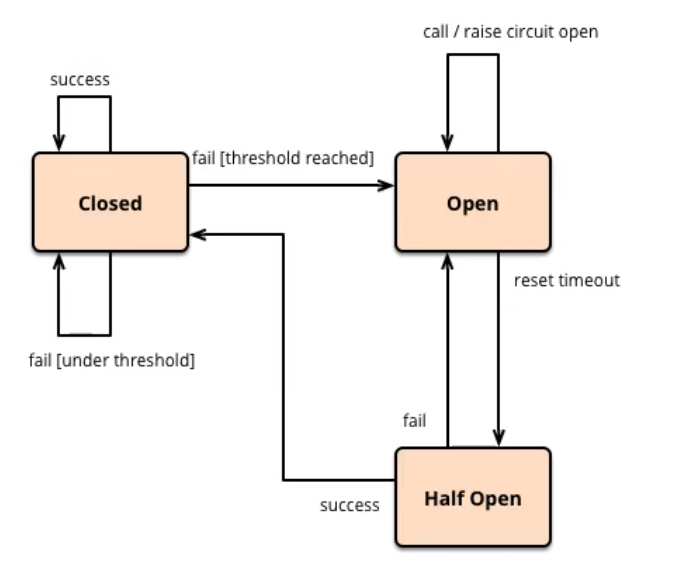 call / raise circuit open
success
fail [threshold reached]
Closed
Open
reset timeout
fail [under threshold]
fail
Half Open
success